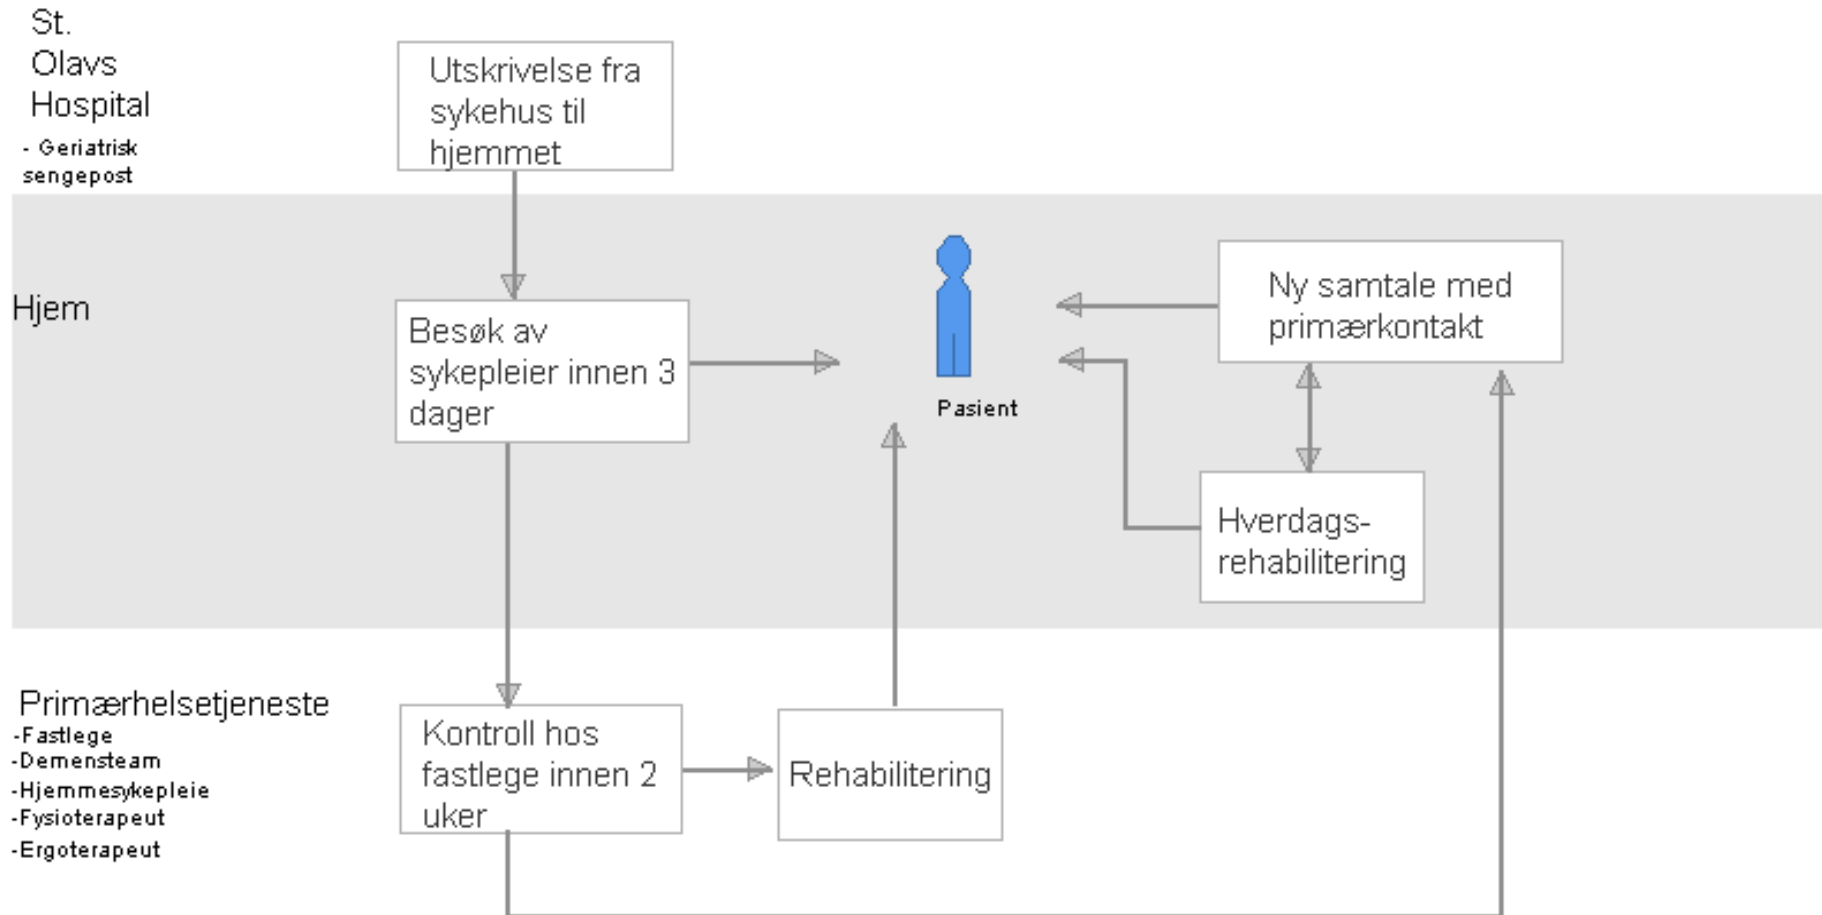 St.
Olavs
Hospital
- Geriatrisk
sengepost
Utskrivelse fra
sykehus til
hjemmet
Hjem
Besøk av
sykepleier innen 3
dager
Pasient
Ny samtale med
primærkontakt
Hverdags-
rehabilitering
Primærhelsetjeneste
-Fastlege
-Demensteam
-Hjemmesykepleie
-Fysioterapeut
-Ergoterapeut
Kontroll hos
fastlege innen 2
uker
Rehabilitering